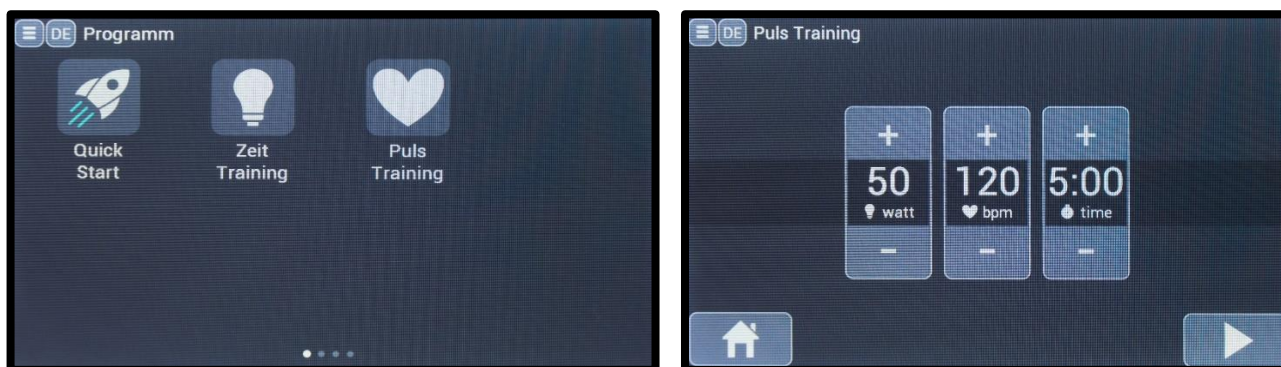 DE Programm
Quick
Start
Zeit
Training
Puls
Training
DE Puls Training
+ + +
50 120 5:00
watt bpm time
- - -